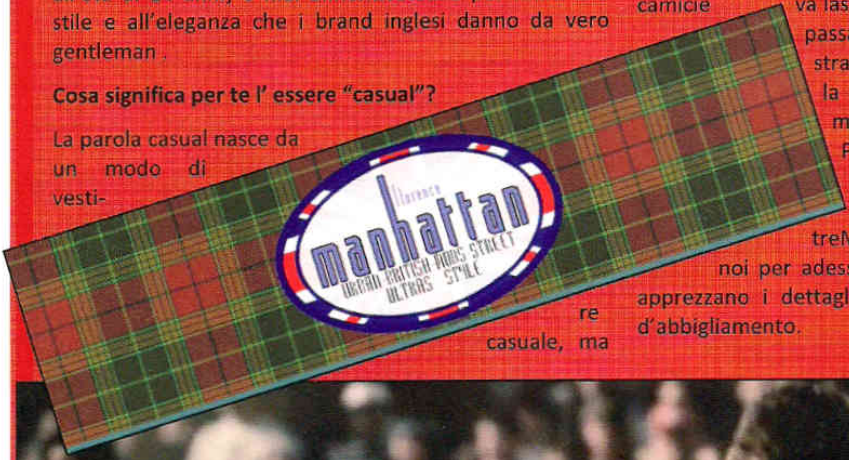 stile e all'eleganza che i brand inglesi danno da vero
gentleman .
Cosa significa per te l' essere "casual"?
La parola casual nasce da
un modo di
vesti-
florence
manhattan
URBAN BRITISH MODS STREET
ULTRAS STYLE
re
casuale, ma
camicie
passa
stra
la
noi per adess
apprezzano i dettagl
d'abbigliamento.